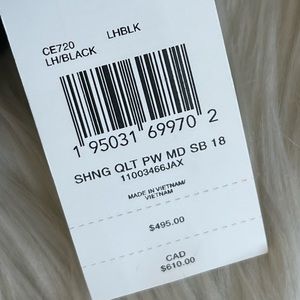 CE720 LHBLK
LH/BLACK
1 95031 69970 2
SHNG QLT PW MD SB 18
11003466JAX
MADE IN VIETNAM/
VIETNAM
$495.00
CAD
$610.00